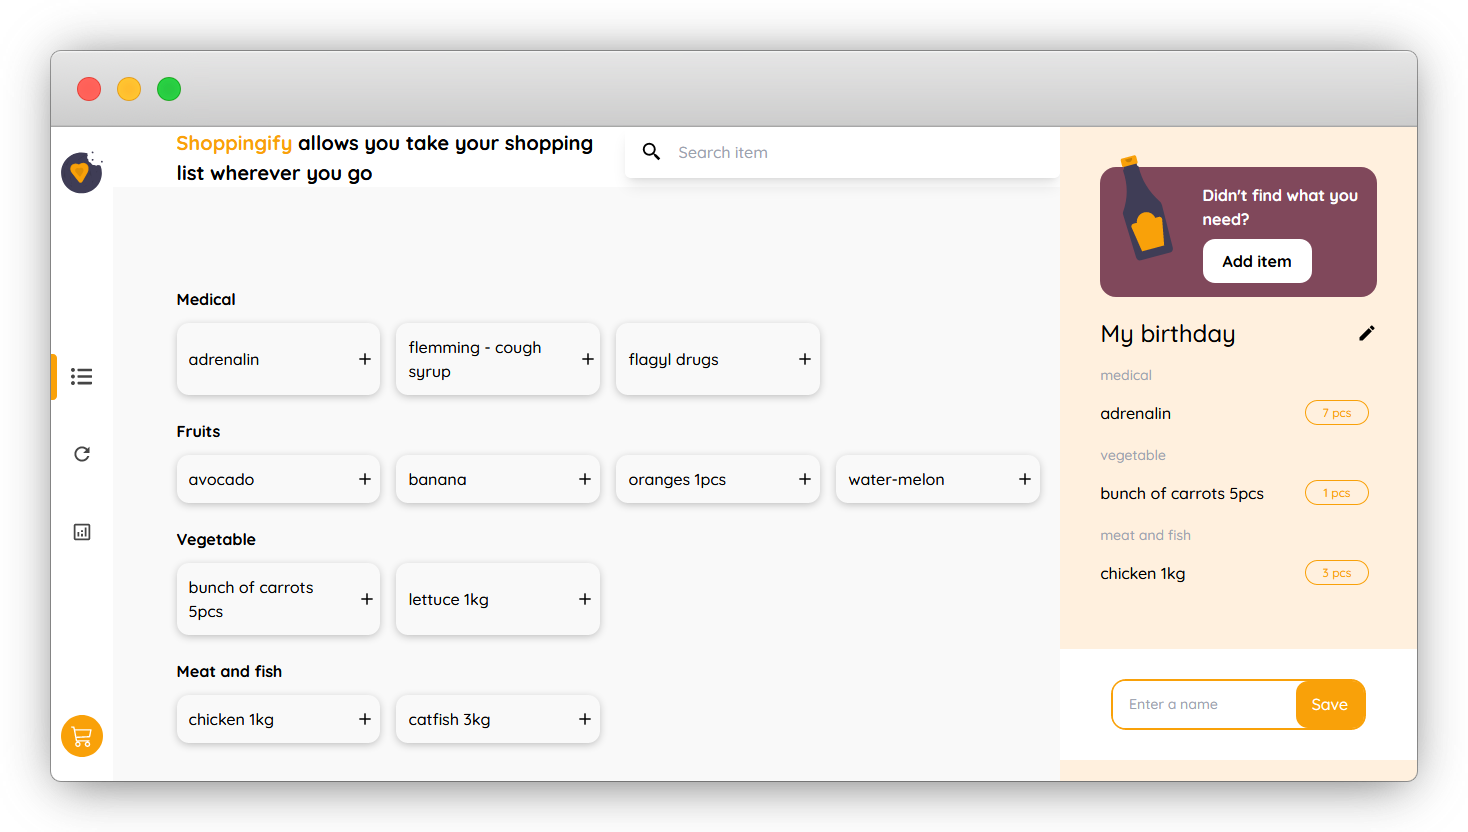 Shoppingify allows you take your shopping
list wherever you go
Search item
Medical
adrenalin +
flemming - cough
syrup +
flagyl drugs +
Fruits
avocado +
banana +
oranges 1pcs +
water-melon +
Vegetable
bunch of carrots
5pcs +
lettuce 1kg +
Meat and fish
chicken 1kg +
catfish 3kg +
Didn't find what you
need?
Add item
My birthday
medical
adrenalin 7 pcs
vegetable
bunch of carrots 5pcs 1 pcs
meat and fish
chicken 1kg 3 pcs
Enter a name Save